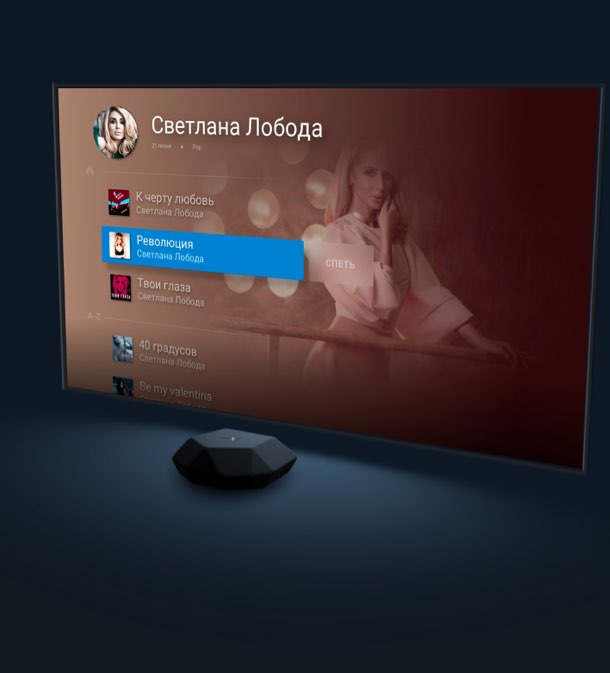 Светлана Лобода
21 песня • Pop
К черту любовь
Светлана Лобода
Революция
Светлана Лобода
СПЕТЬ
Твои глаза
Светлана Лобода
A-Z
40 градусов
Светлана Лобода
Be my valentina